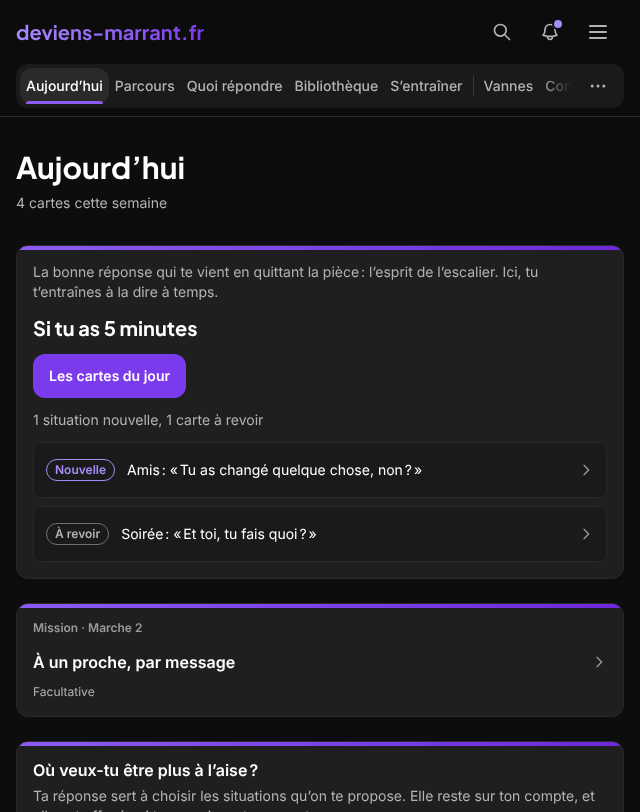 deviens-marrant.fr
Aujourd’hui
Parcours
Quoi répondre
Bibliothèque
S’entraîner
Vannes
Aujourd’hui
4 cartes cette semaine
La bonne réponse qui te vient en quittant la pièce : l’esprit de l’escalier. Ici, tu
t’entraînes à la dire à temps.
Si tu as 5 minutes
Les cartes du jour
1 situation nouvelle, 1 carte à revoir
Nouvelle
Amis : « Tu as changé quelque chose, non ? »
À revoir
Soirée : « Et toi, tu fais quoi ? »
Mission · Marche 2
À un proche, par message
Facultative
Où veux-tu être plus à l’aise ?
Ta réponse sert à choisir les situations qu’on te propose. Elle reste sur ton compte, et